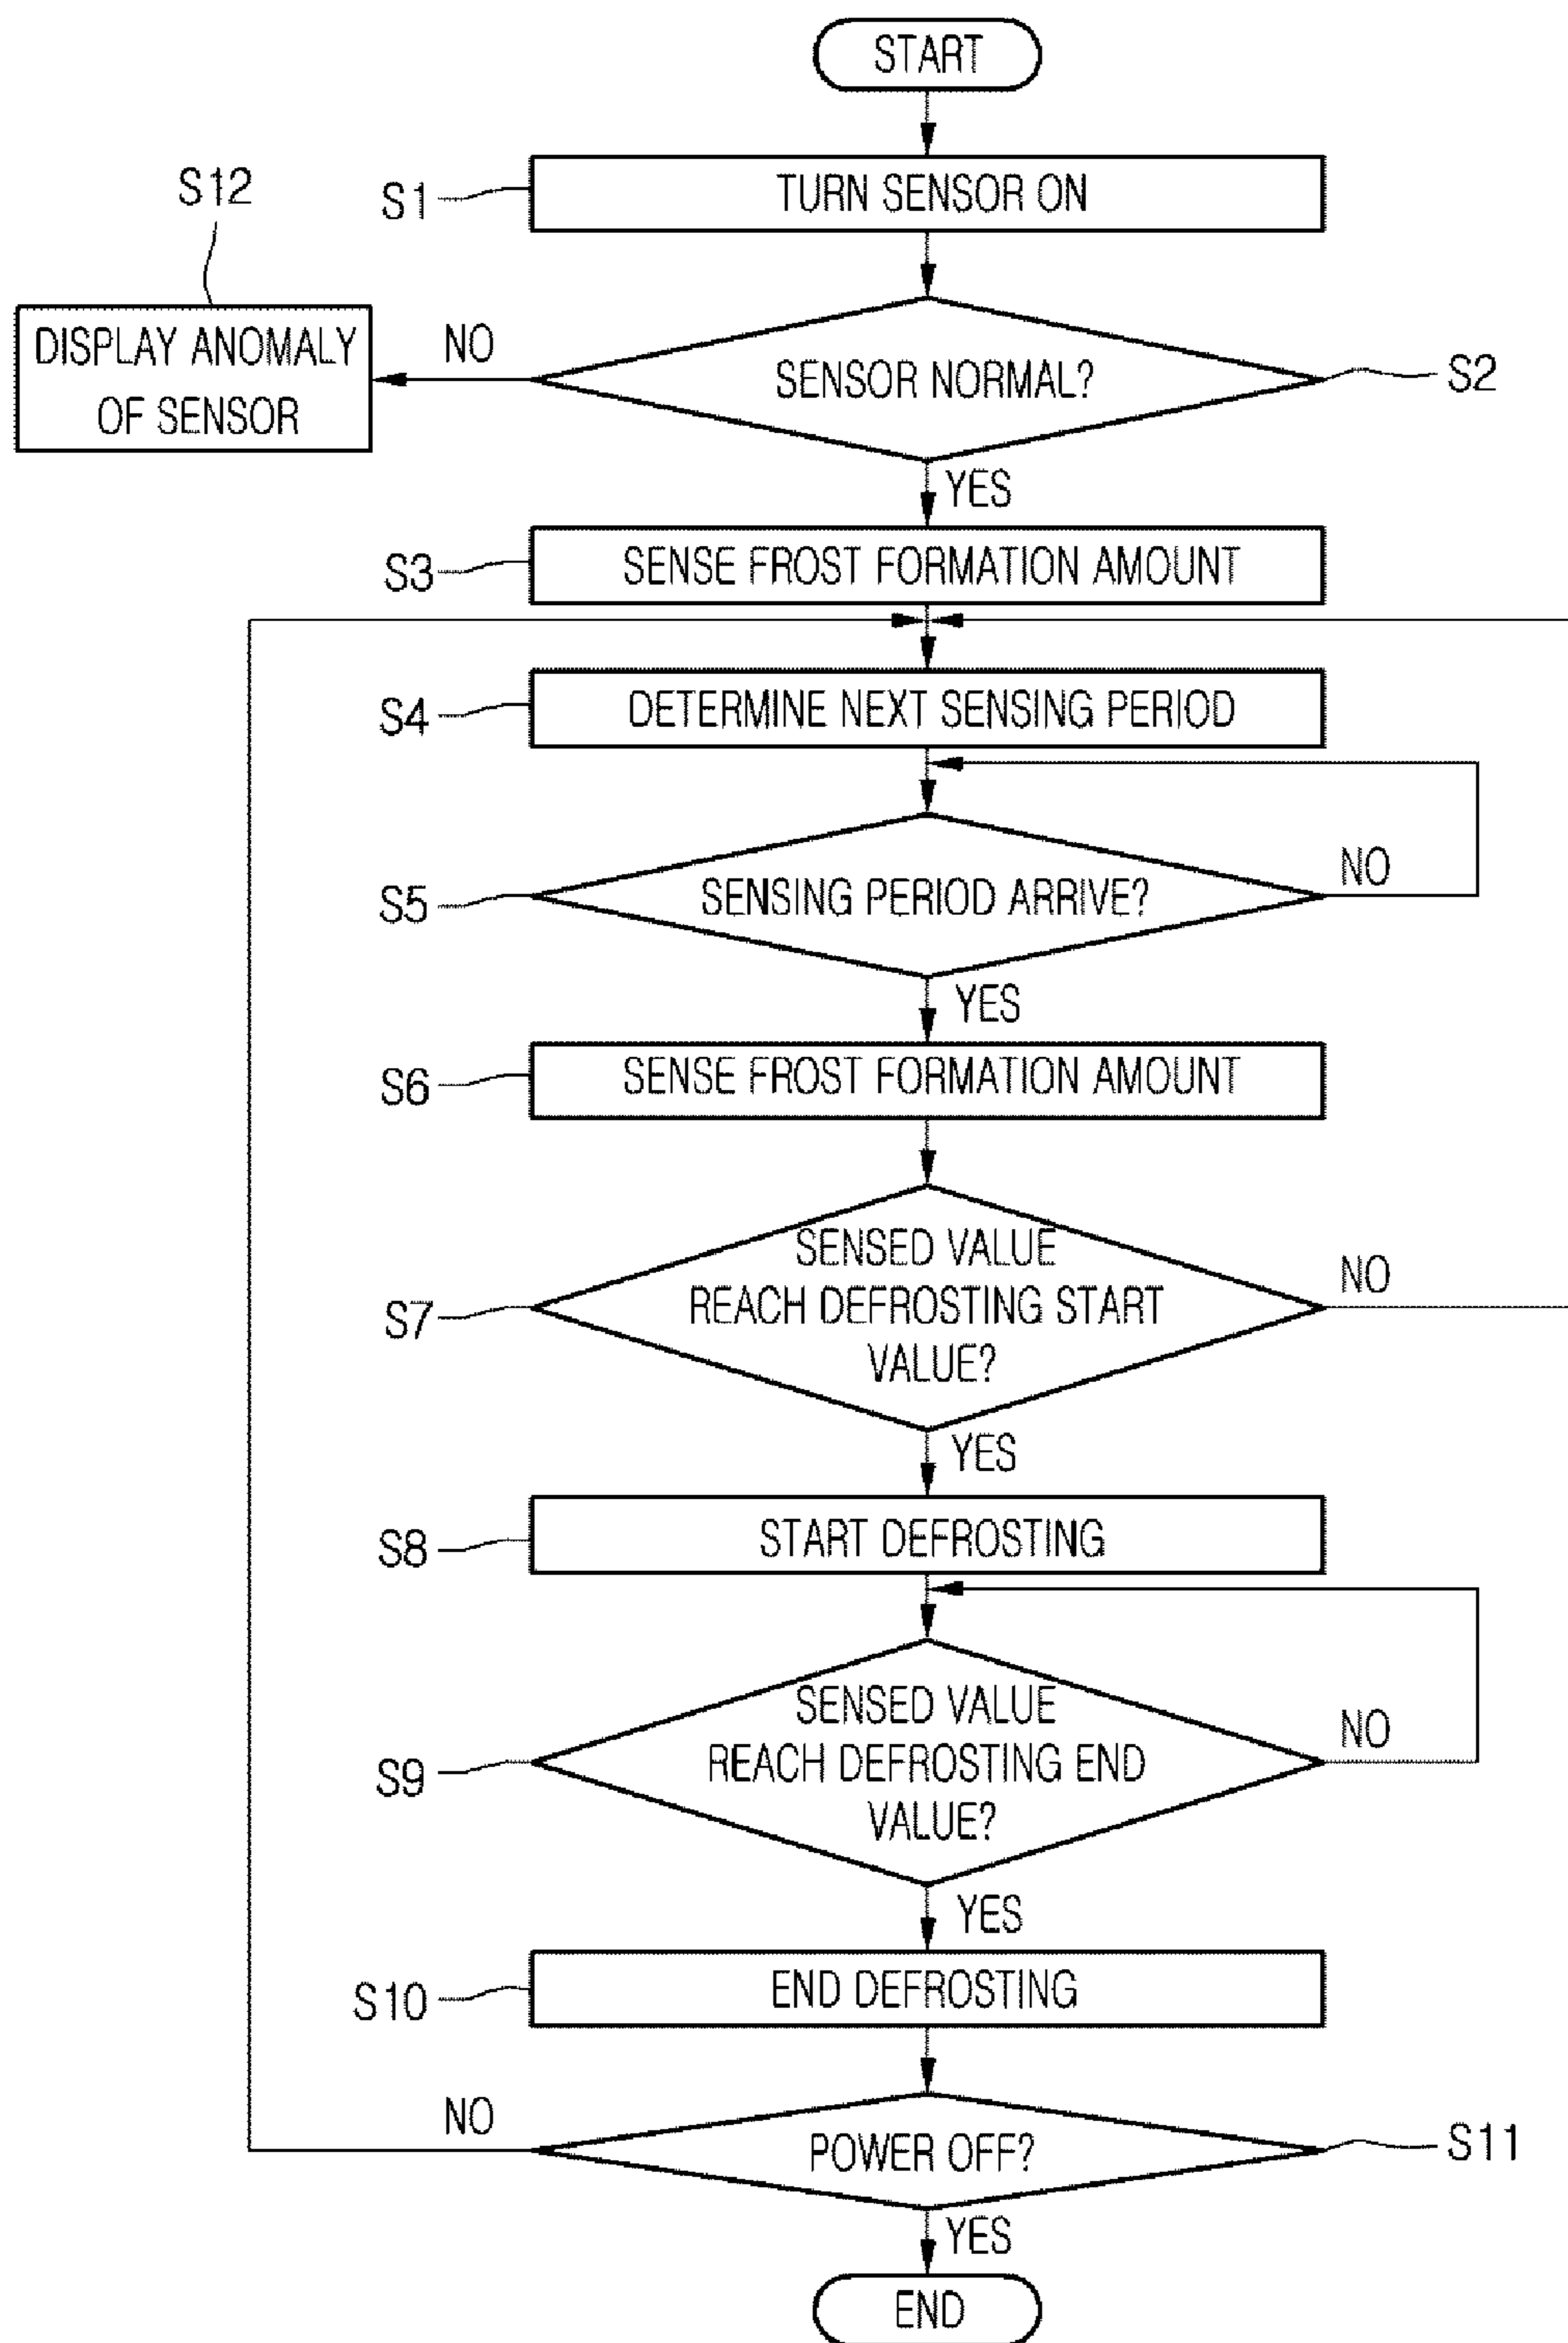 START
S1
TURN SENSOR ON
S12
DISPLAY ANOMALY
OF SENSOR
NO
SENSOR NORMAL?
S2
YES
S3
SENSE FROST FORMATION AMOUNT
S4
DETERMINE NEXT SENSING PERIOD
S5
SENSING PERIOD ARRIVE?
NO
YES
S6
SENSE FROST FORMATION AMOUNT
S7
SENSED VALUE
REACH DEFROSTING START
VALUE?
NO
YES
S8
START DEFROSTING
S9
SENSED VALUE
REACH DEFROSTING END
VALUE?
NO
YES
S10
END DEFROSTING
NO
POWER OFF?
S11
YES
END